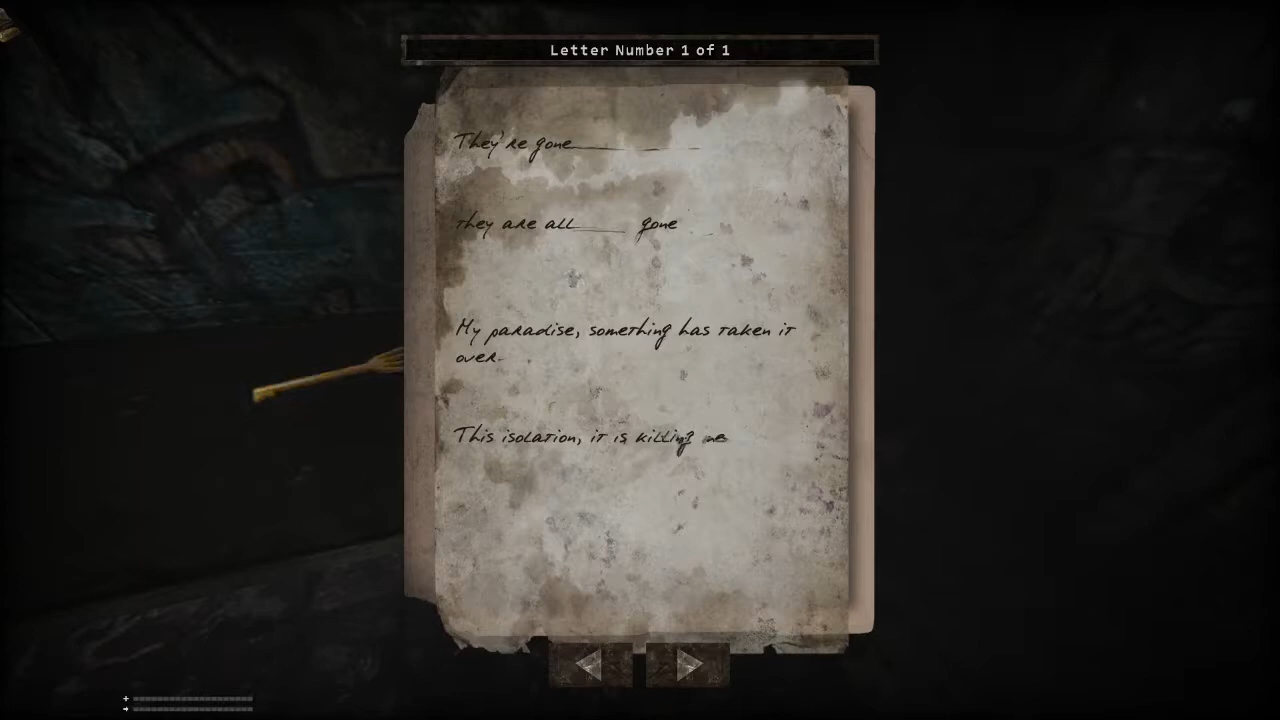 Letter Number 1 of 1
They're gone
they are all gone
My paradise, something has taken it
over.
This isolation, it is killing me